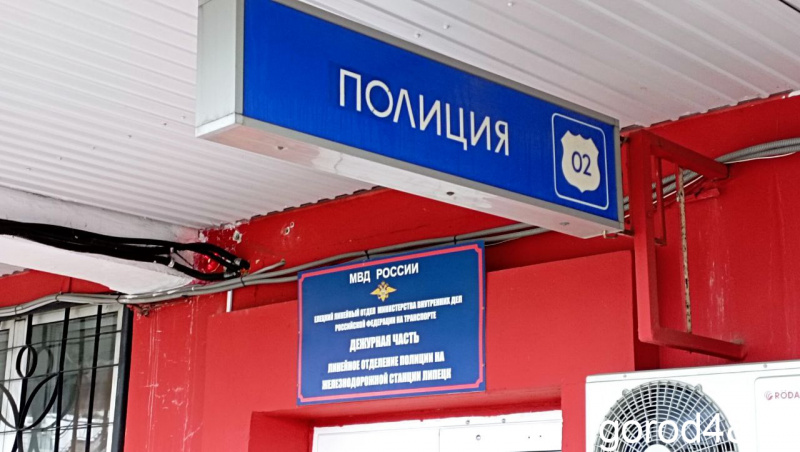 ПОЛИЦИЯ
02
МВД РОССИИ
ЕЛЕЦКИЙ ЛИНЕЙНЫЙ ОТДЕЛ МИНИСТЕРСТВА ВНУТРЕННИХ ДЕЛ
РОССИЙСКОЙ ФЕДЕРАЦИИ НА ТРАНСПОРТЕ
ДЕЖУРНАЯ ЧАСТЬ
ЛИНЕЙНОЕ ОТДЕЛЕНИЕ ПОЛИЦИИ НА
ЖЕЛЕЗНОДОРОЖНОЙ СТАНЦИИ ЛИПЕЦК
RODA
gorod4